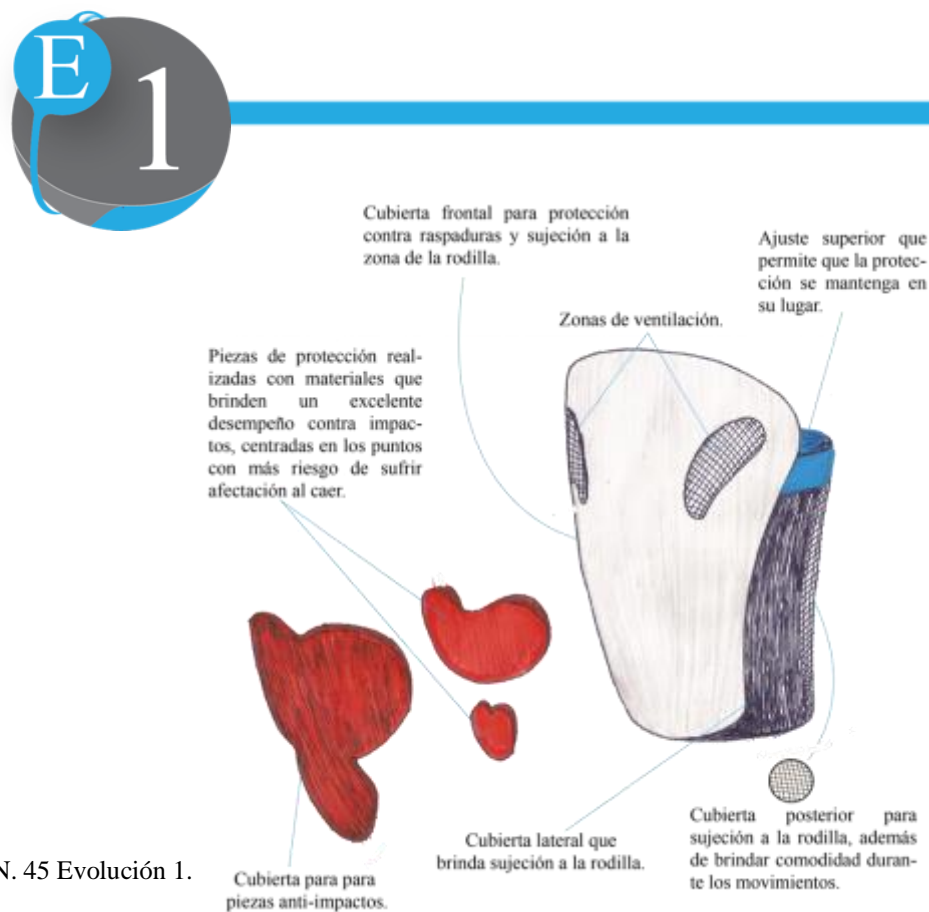 E
1
Cubierta frontal para protección
contra raspaduras y sujeción a la
zona de la rodilla.
Ajuste superior que
permite que la protec-
ción se mantenga en
su lugar.
Zonas de ventilación.
Piezas de protección real-
izadas con materiales que
brinden un excelente
desempeño contra impac-
tos, centradas en los puntos
con más riesgo de sufrir
afectación al caer.
Cubierta lateral que
brinda sujeción a la rodilla.
Cubierta posterior para
sujeción a la rodilla, además
de brindar comodidad duran-
te los movimientos.
N. 45 Evolución 1.
Cubierta para para
piezas anti-impactos.